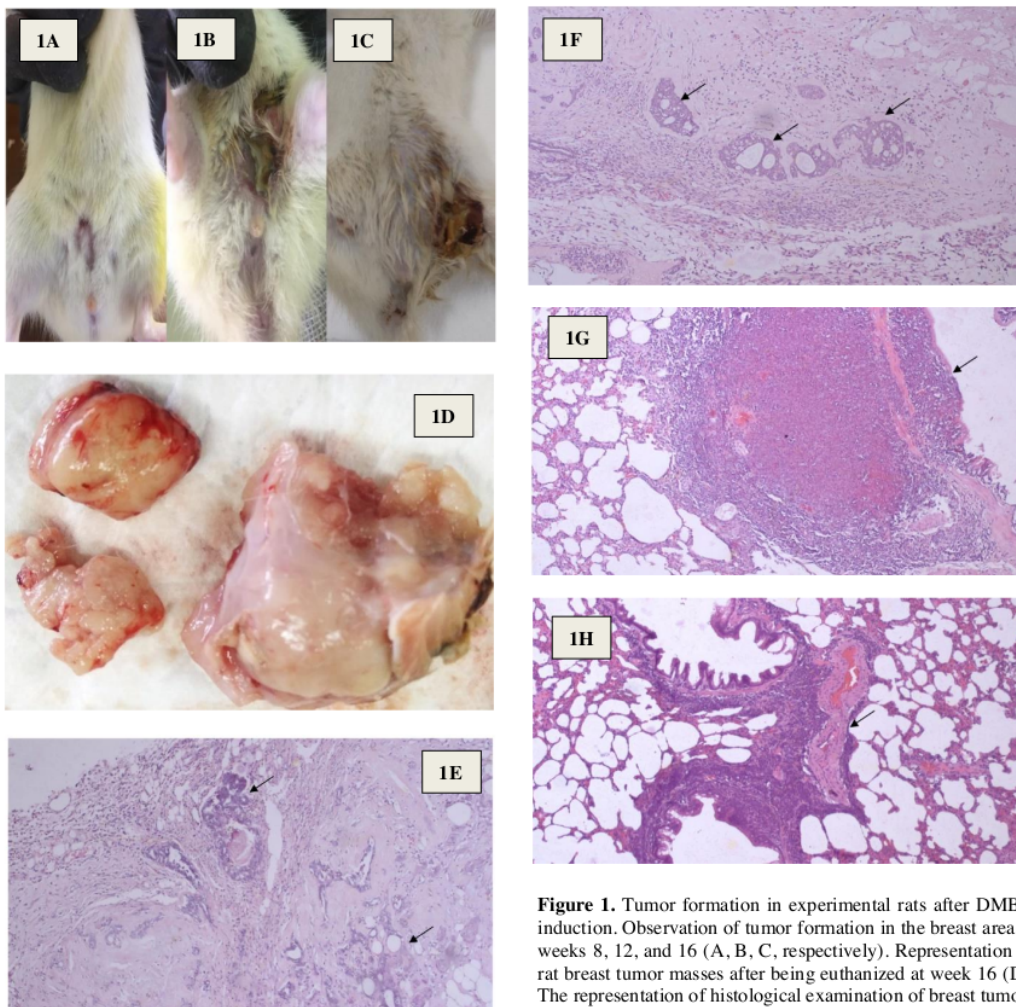 1A
1B
1C
1D
1E
1F
1G
1H
Figure 1. Tumor formation in experimental rats after DMB
induction. Observation of tumor formation in the breast area
weeks 8, 12, and 16 (A, B, C, respectively). Representation
rat breast tumor masses after being euthanized at week 16 (D
The representation of histological examination of breast tumo